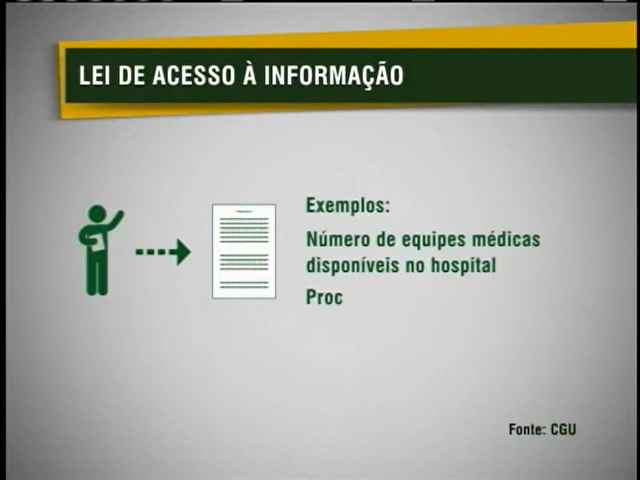 LEI DE ACESSO À INFORMAÇÃO
Exemplos:
Número de equipes médicas
disponíveis no hospital
Proc
Fonte: CGU